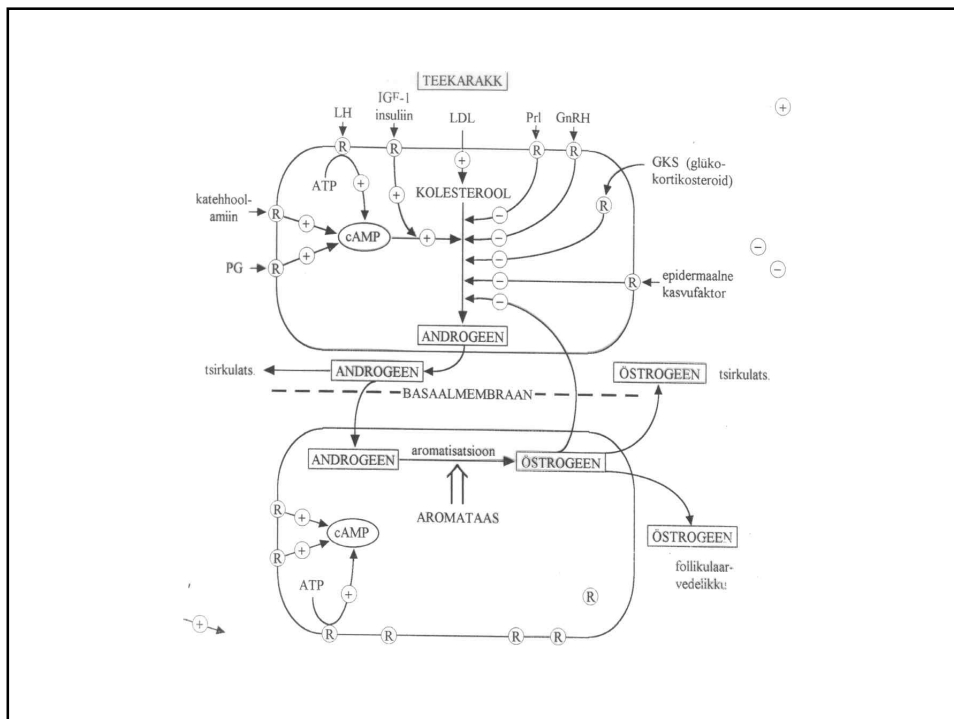 TEEKARAKK
LH
IGF-1
insuliin
LDL
Prl
GnRH
+
R
R
R
R
GKS (glüko-
kortikosteroid)
ATP
+
+
+
KOLESTEROOL
R
katehhool-
amiin
R
+
−
cAMP
+
−
−
PG
R
+
−
−
−
R
epidermaalne
kasvufaktor
−
ANDROGEEN
tsirkulats.
ANDROGEEN
ÖSTROGEEN
tsirkulats.
BASAALMEMBRAAN
ANDROGEEN
aromatisatsioon
ÖSTROGEEN
AROMATAAS
R
+
cAMP
R
+
ÖSTROGEEN
follikulaar-
vedelikku
ATP
+
R
+
R
R
R
R